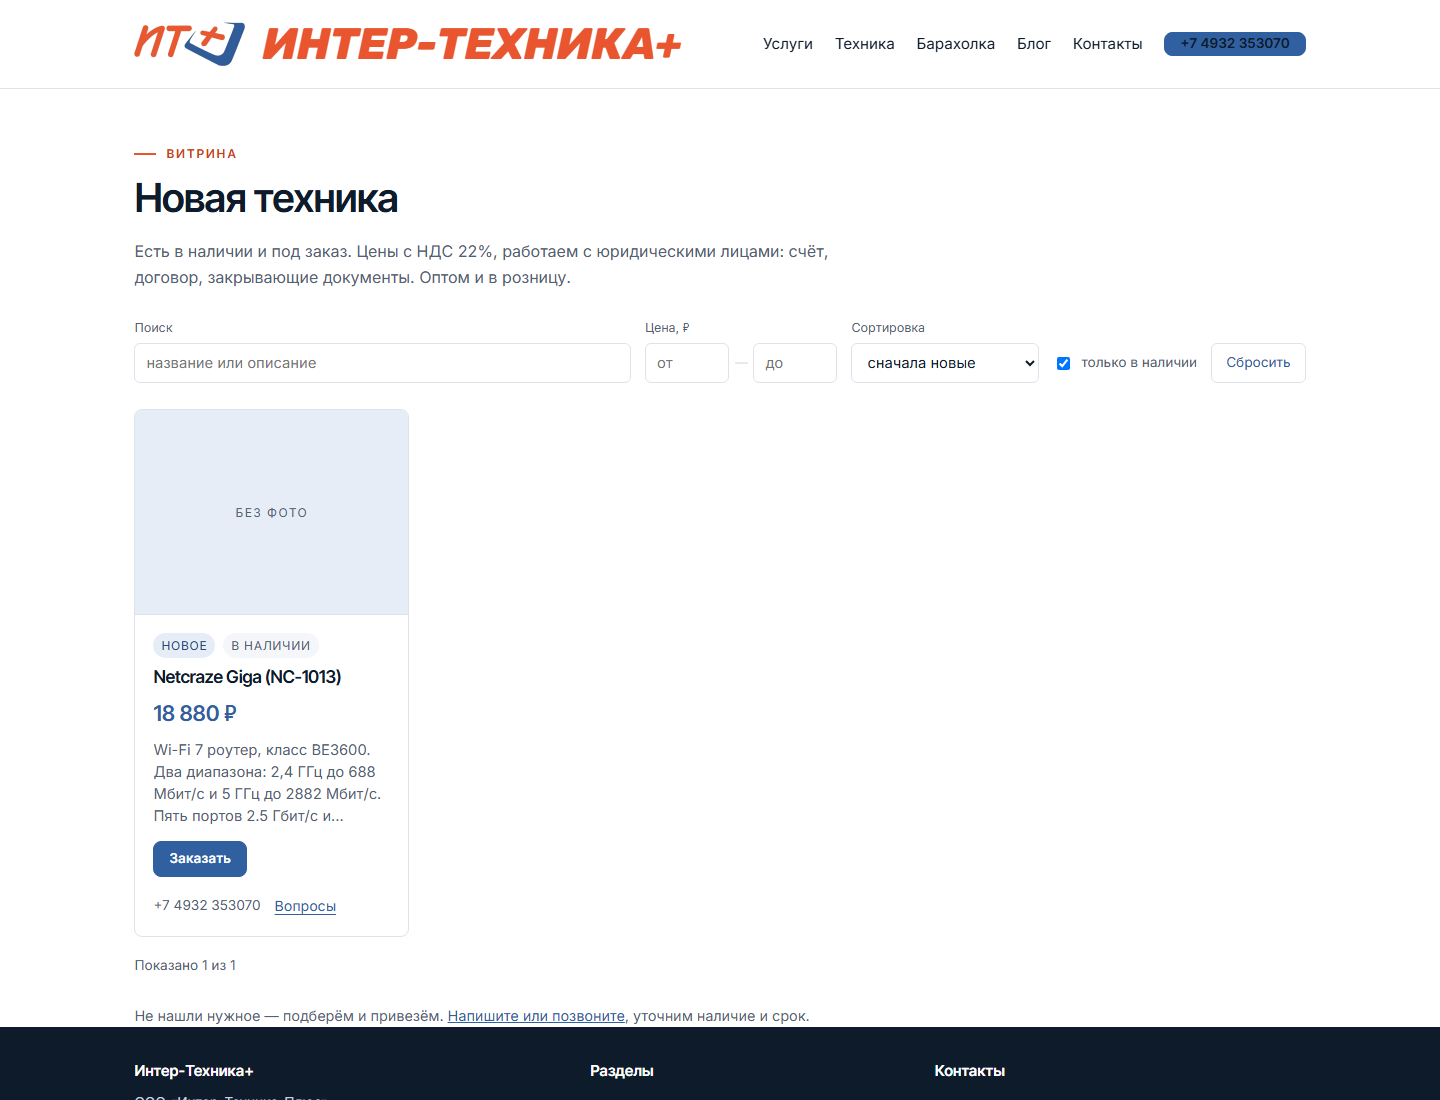 ИТ+ ИНТЕР-ТЕХНИКА+
Услуги Техника Барахолка Блог Контакты +7 4932 353070
ВИТРИНА
Новая техника
Есть в наличии и под заказ. Цены с НДС 22%, работаем с юридическими лицами: счёт,
договор, закрывающие документы. Оптом и в розницу.
Поиск Цена, ₽ Сортировка
название или описание от — до сначала новые только в наличии Сбросить
БЕЗ ФОТО
НОВОЕ В НАЛИЧИИ
Netcraze Giga (NC-1013)
18 880 ₽
Wi-Fi 7 роутер, класс BE3600.
Два диапазона: 2,4 ГГц до 688
Мбит/с и 5 ГГц до 2882 Мбит/с.
Пять портов 2.5 Гбит/с и…
Заказать
+7 4932 353070 Вопросы
Показано 1 из 1
Не нашли нужное — подберём и привезём. Напишите или позвоните, уточним наличие и срок.
Интер-Техника+ Разделы Контакты